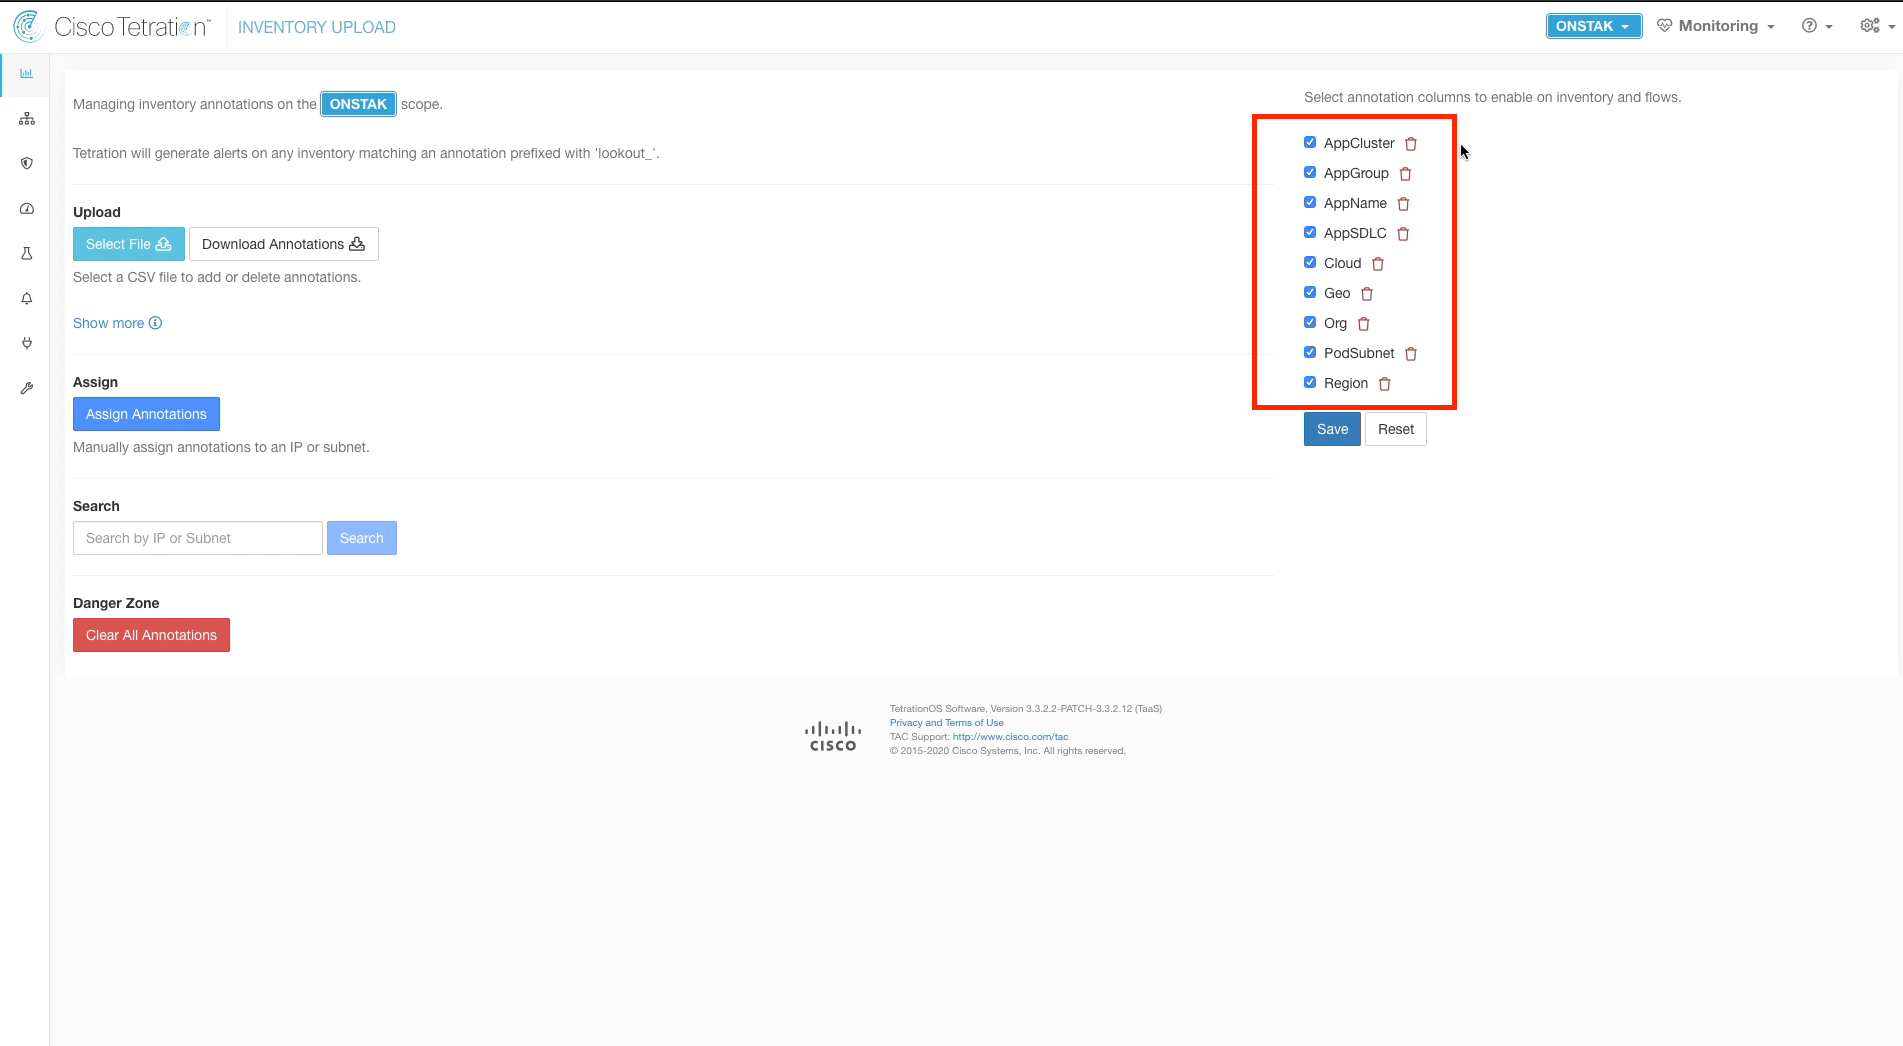 Cisco Tetration™ INVENTORY UPLOAD
ONSTAK Monitoring
Managing inventory annotations on the ONSTAK scope.
Tetration will generate alerts on any inventory matching an annotation prefixed with 'lookout_'.
Upload
Select File Download Annotations
Select a CSV file to add or delete annotations.
Show more
Assign
Assign Annotations
Manually assign annotations to an IP or subnet.
Search
Search by IP or Subnet Search
Danger Zone
Clear All Annotations
Select annotation columns to enable on inventory and flows.
AppCluster
AppGroup
AppName
AppSDLC
Cloud
Geo
Org
PodSubnet
Region
Save Reset
CISCO
TetrationOS Software, Version 3.3.2.2-PATCH-3.3.2.12 (TaaS)
Privacy and Terms of Use
TAC Support: http://www.cisco.com/tac
© 2015-2020 Cisco Systems, Inc. All rights reserved.